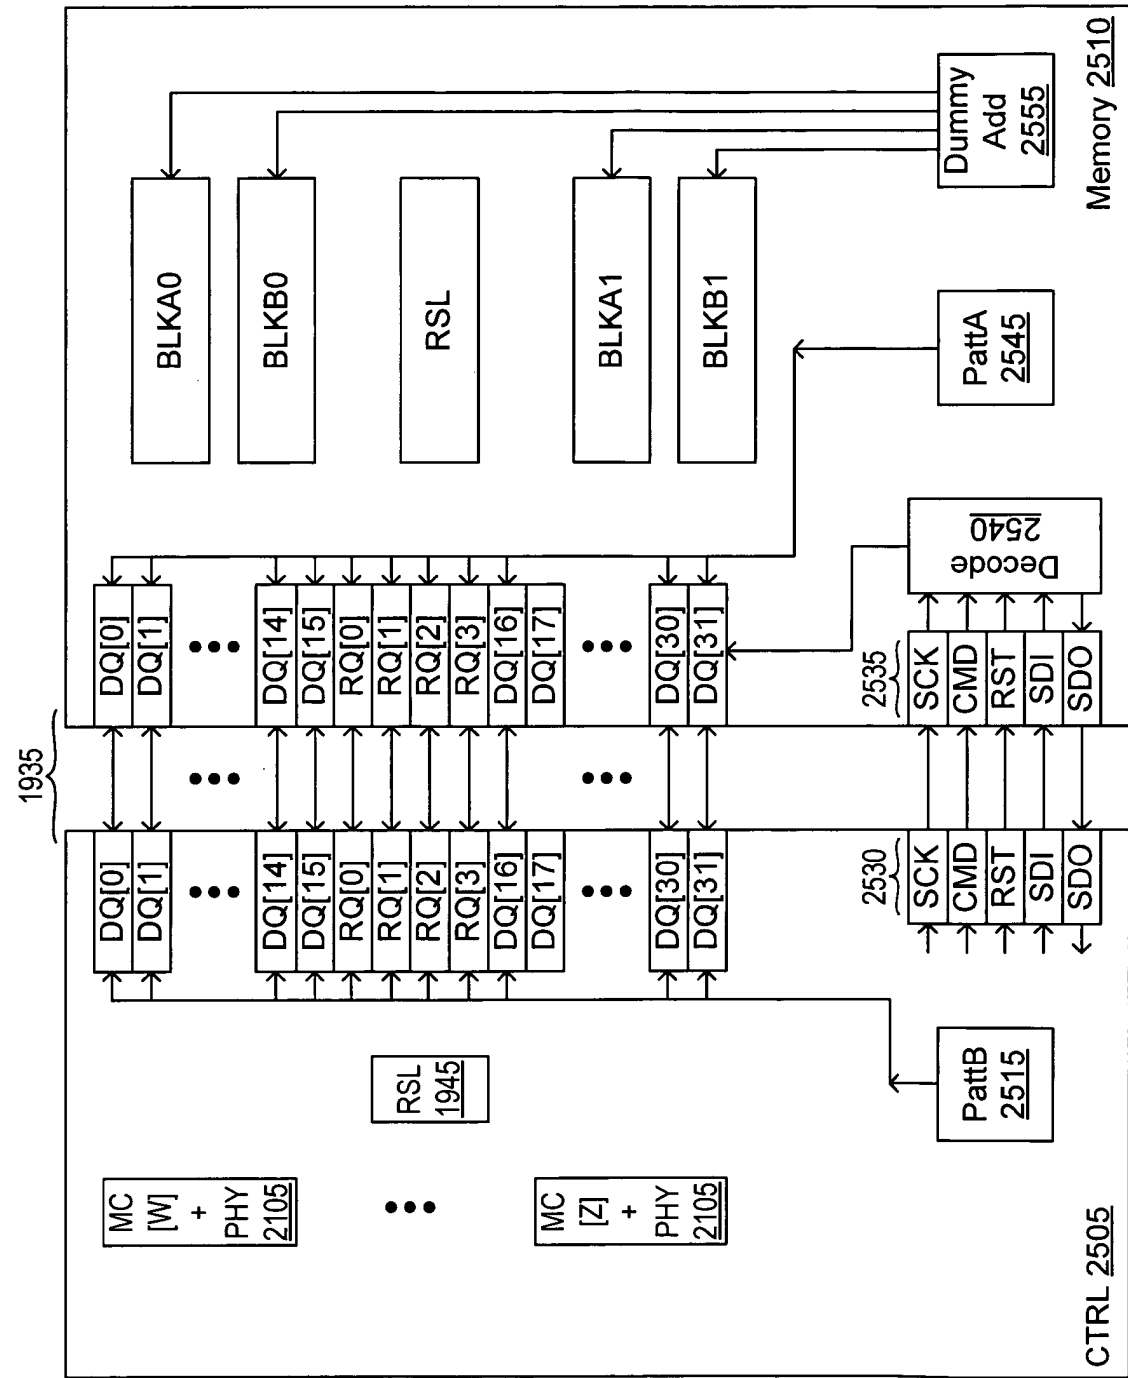 1935
DQ[0]
DQ[1]
DQ[14]
DQ[15]
RQ[0]
RQ[1]
RQ[2]
RQ[3]
DQ[16]
DQ[17]
DQ[30]
DQ[31]
2530
SCK
CMD
RST
SDI
SDO
MC
[W]
+
PHY
2105
MC
[Z]
+
PHY
2105
RSL
1945
PattB
2515
CTRL 2505
DQ[0]
DQ[1]
DQ[14]
DQ[15]
RQ[0]
RQ[1]
RQ[2]
RQ[3]
DQ[16]
DQ[17]
DQ[30]
DQ[31]
2535
SCK
CMD
RST
SDI
SDO
Decode
2540
BLKA0
BLKB0
RSL
BLKA1
BLKB1
PattA
2545
Dummy
Add
2555
Memory 2510